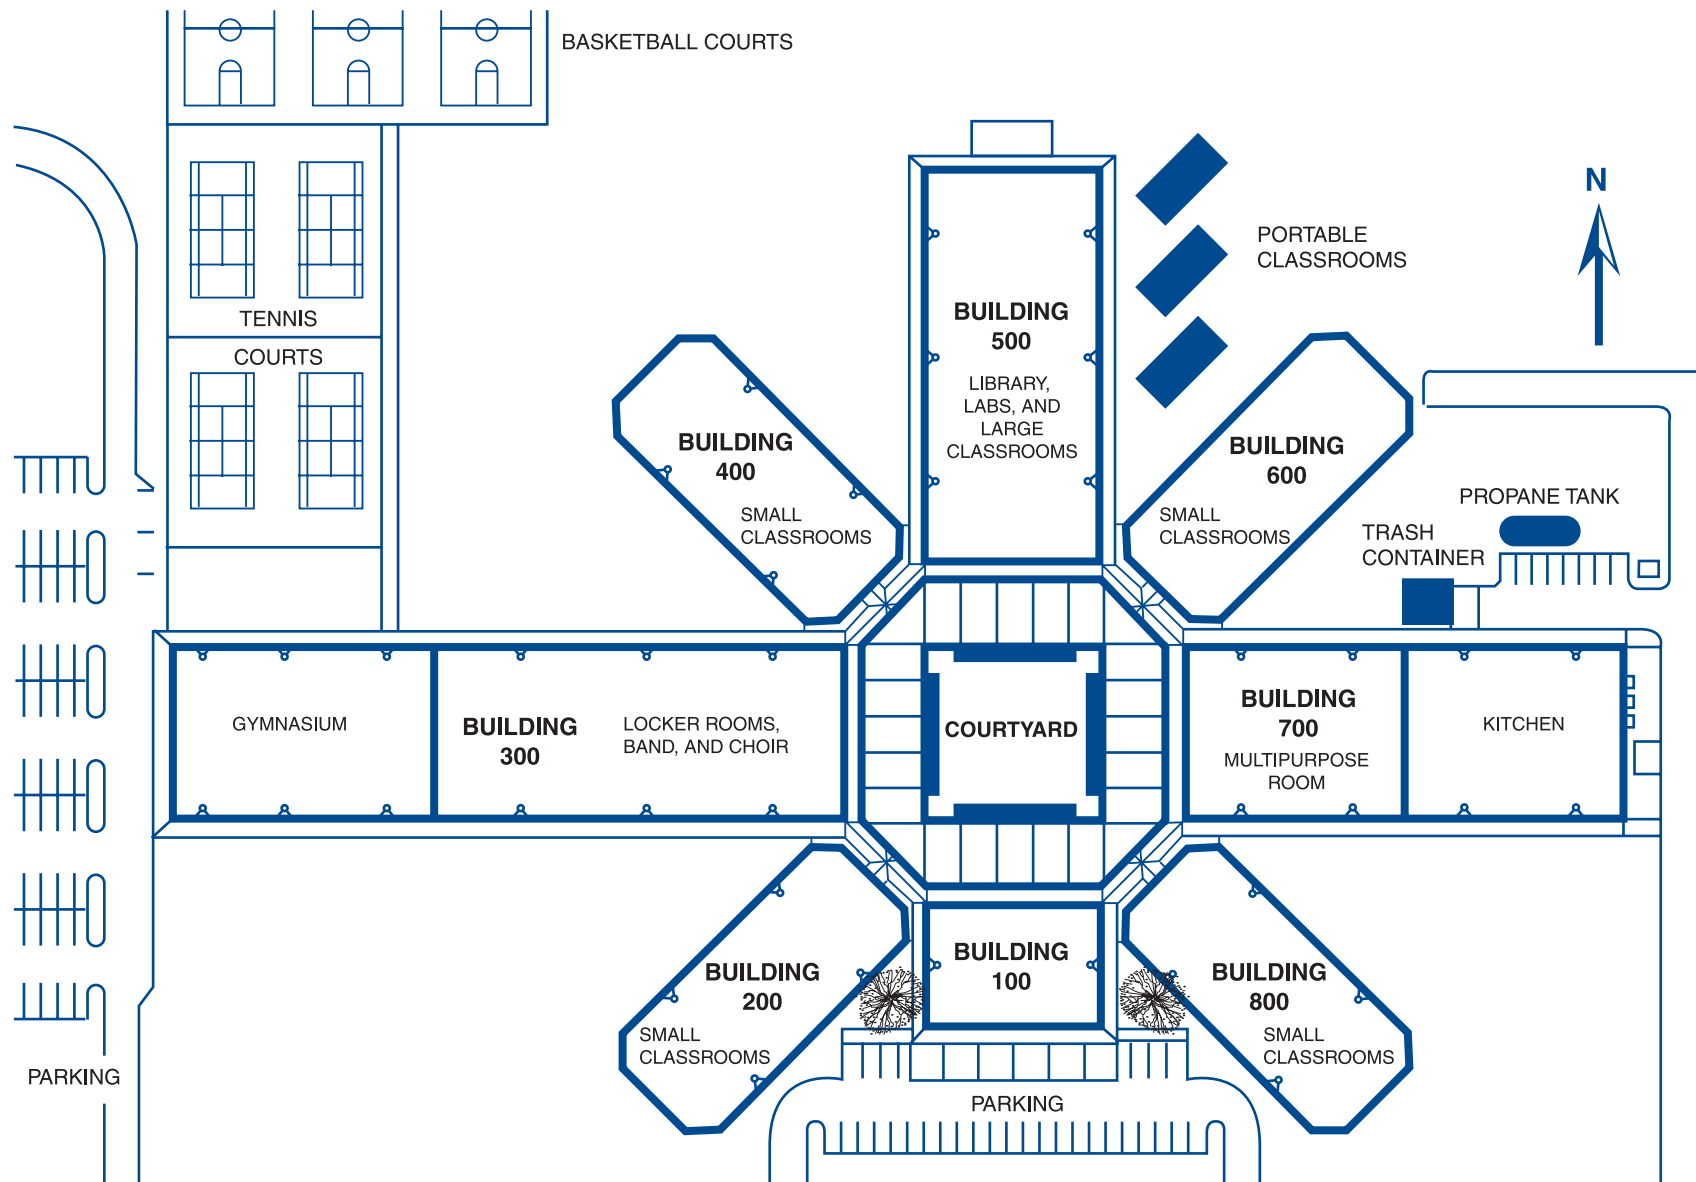 BASKETBALL COURTS
N
PORTABLE
CLASSROOMS
TENNIS
COURTS
BUILDING
500
LIBRARY,
LABS, AND
LARGE
CLASSROOMS
BUILDING
400
SMALL
CLASSROOMS
BUILDING
600
SMALL
CLASSROOMS
PROPANE TANK
TRASH
CONTAINER
GYMNASIUM
BUILDING
300
LOCKER ROOMS,
BAND, AND CHOIR
COURTYARD
BUILDING
700
MULTIPURPOSE
ROOM
KITCHEN
BUILDING
200
SMALL
CLASSROOMS
BUILDING
100
BUILDING
800
SMALL
CLASSROOMS
PARKING
PARKING